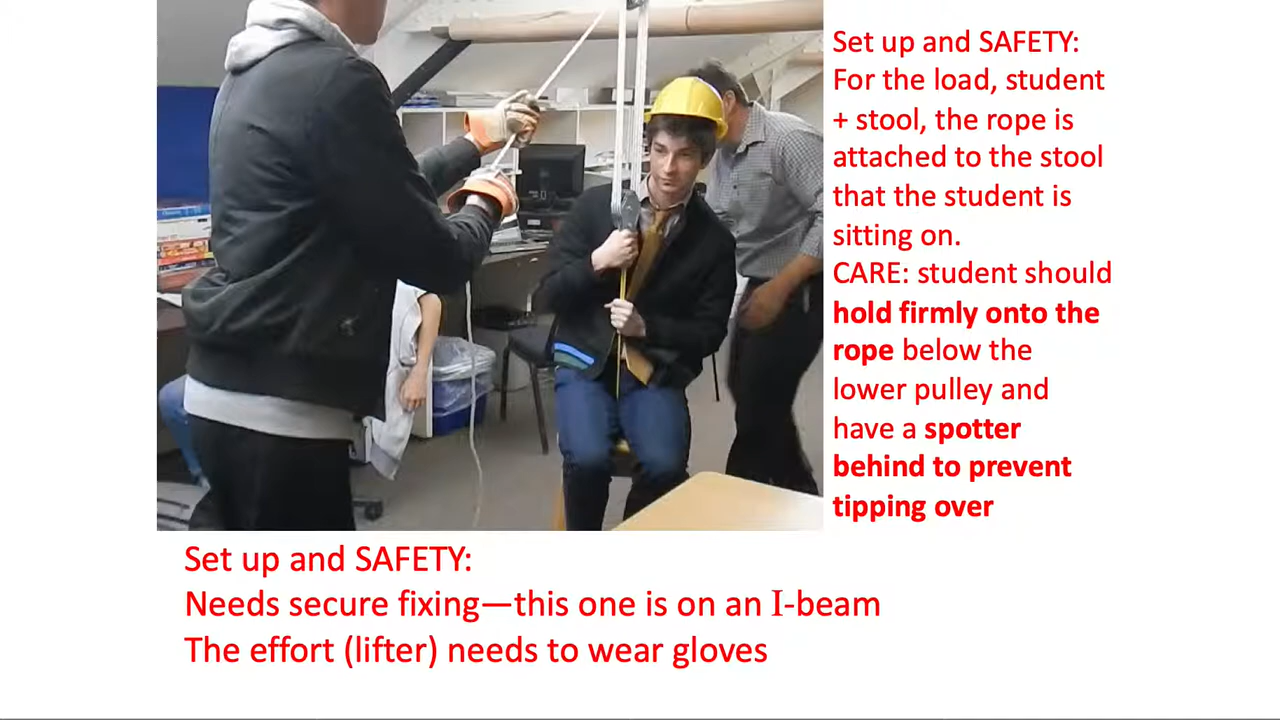 Set up and SAFETY:
For the load, student
+ stool, the rope is
attached to the stool
that the student is
sitting on.
CARE: student should
hold firmly onto the
rope below the
lower pulley and
have a spotter
behind to prevent
tipping over
Set up and SAFETY:
Needs secure fixing—this one is on an I-beam
The effort (lifter) needs to wear gloves